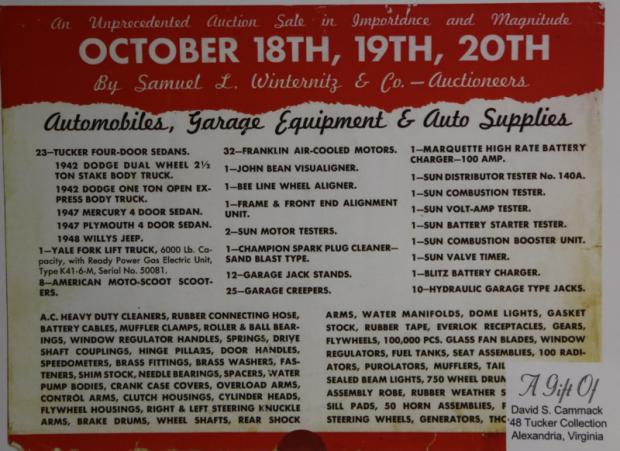 An Unprecedented Auction Sale in Importance and Magnitude
OCTOBER 18TH, 19TH, 20TH
By Samuel L. Winternitz & Co. — Auctioneers
Automobiles, Garage Equipment & Auto Supplies
23—TUCKER FOUR-DOOR SEDANS.
1942 DODGE DUAL WHEEL 2½
TON STAKE BODY TRUCK.
1942 DODGE ONE TON OPEN EX-
PRESS BODY TRUCK.
1947 MERCURY 4 DOOR SEDAN.
1947 PLYMOUTH 4 DOOR SEDAN.
1948 WILLYS JEEP.
1—YALE FORK LIFT TRUCK, 6000 Lb. Ca-
pacity, with Ready Power Gas Electric Unit,
Type K41-6-M, Serial No. 50081.
8—AMERICAN MOTO-SCOOT SCOOT-
ERS.
32—FRANKLIN AIR-COOLED MOTORS.
1—JOHN BEAN VISUALIGNER.
1—BEE LINE WHEEL ALIGNER.
1—FRAME & FRONT END ALIGNMENT
UNIT.
2—SUN MOTOR TESTERS.
1—CHAMPION SPARK PLUG CLEANER—
SAND BLAST TYPE.
12—GARAGE JACK STANDS.
25—GARAGE CREEPERS.
1—MARQUETTE HIGH RATE BATTERY
CHARGER—100 AMP.
1—SUN DISTRIBUTOR TESTER No. 140A.
1—SUN COMBUSTION TESTER.
1—SUN VOLT-AMP TESTER.
1—SUN BATTERY STARTER TESTER.
1—SUN COMBUSTION BOOSTER UNIT.
1—SUN VALVE TIMER.
1—BLITZ BATTERY CHARGER.
10—HYDRAULIC GARAGE TYPE JACKS.
A.C. HEAVY DUTY CLEANERS, RUBBER CONNECTING HOSE,
BATTERY CABLES, MUFFLER CLAMPS, ROLLER & BALL BEAR-
INGS, WINDOW REGULATOR HANDLES, SPRINGS, DRIVE
SHAFT COUPLINGS, HINGE PILLARS, DOOR HANDLES,
SPEEDOMETERS, BRASS FITTINGS, BRASS WASHERS, FAS-
TENERS, SHIM STOCK, NEEDLE BEARINGS, SPACERS, WATER
PUMP BODIES, CRANK CASE COVERS, OVERLOAD ARMS,
CONTROL ARMS, CLUTCH HOUSINGS, CYLINDER HEADS,
FLYWHEEL HOUSINGS, RIGHT & LEFT STEERING KNUCKLE
ARMS, BRAKE DRUMS, WHEEL SHAFTS, REAR SHOCK
ARMS, WATER MANIFOLDS, DOME LIGHTS, GASKET
STOCK, RUBBER TAPE, EVERLOK RECEPTACLES, GEARS,
FLYWHEELS, 100,000 PCS. GLASS FAN BLADES, WINDOW
REGULATORS, FUEL TANKS, SEAT ASSEMBLIES, 100 RADI-
ATORS, PUROLATORS, MUFFLERS, TAIL
SEALED BEAM LIGHTS, 750 WHEEL DRUM
ASSEMBLY ROBE, RUBBER WEATHER S
SILL PADS, 50 HORN ASSEMBLIES, F
STEERING WHEELS, GENERATORS, THO
A Gift Of
David S. Cammack
'48 Tucker Collection
Alexandria, Virginia